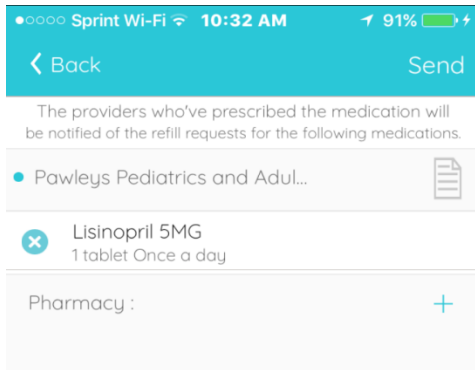 Sprint Wi-Fi 10:32 AM 91%
Back Send
The providers who've prescribed the medication will
be notified of the refill requests for the following medications.
Pawleys Pediatrics and Adul...
Lisinopril 5MG
1 tablet Once a day
Pharmacy :